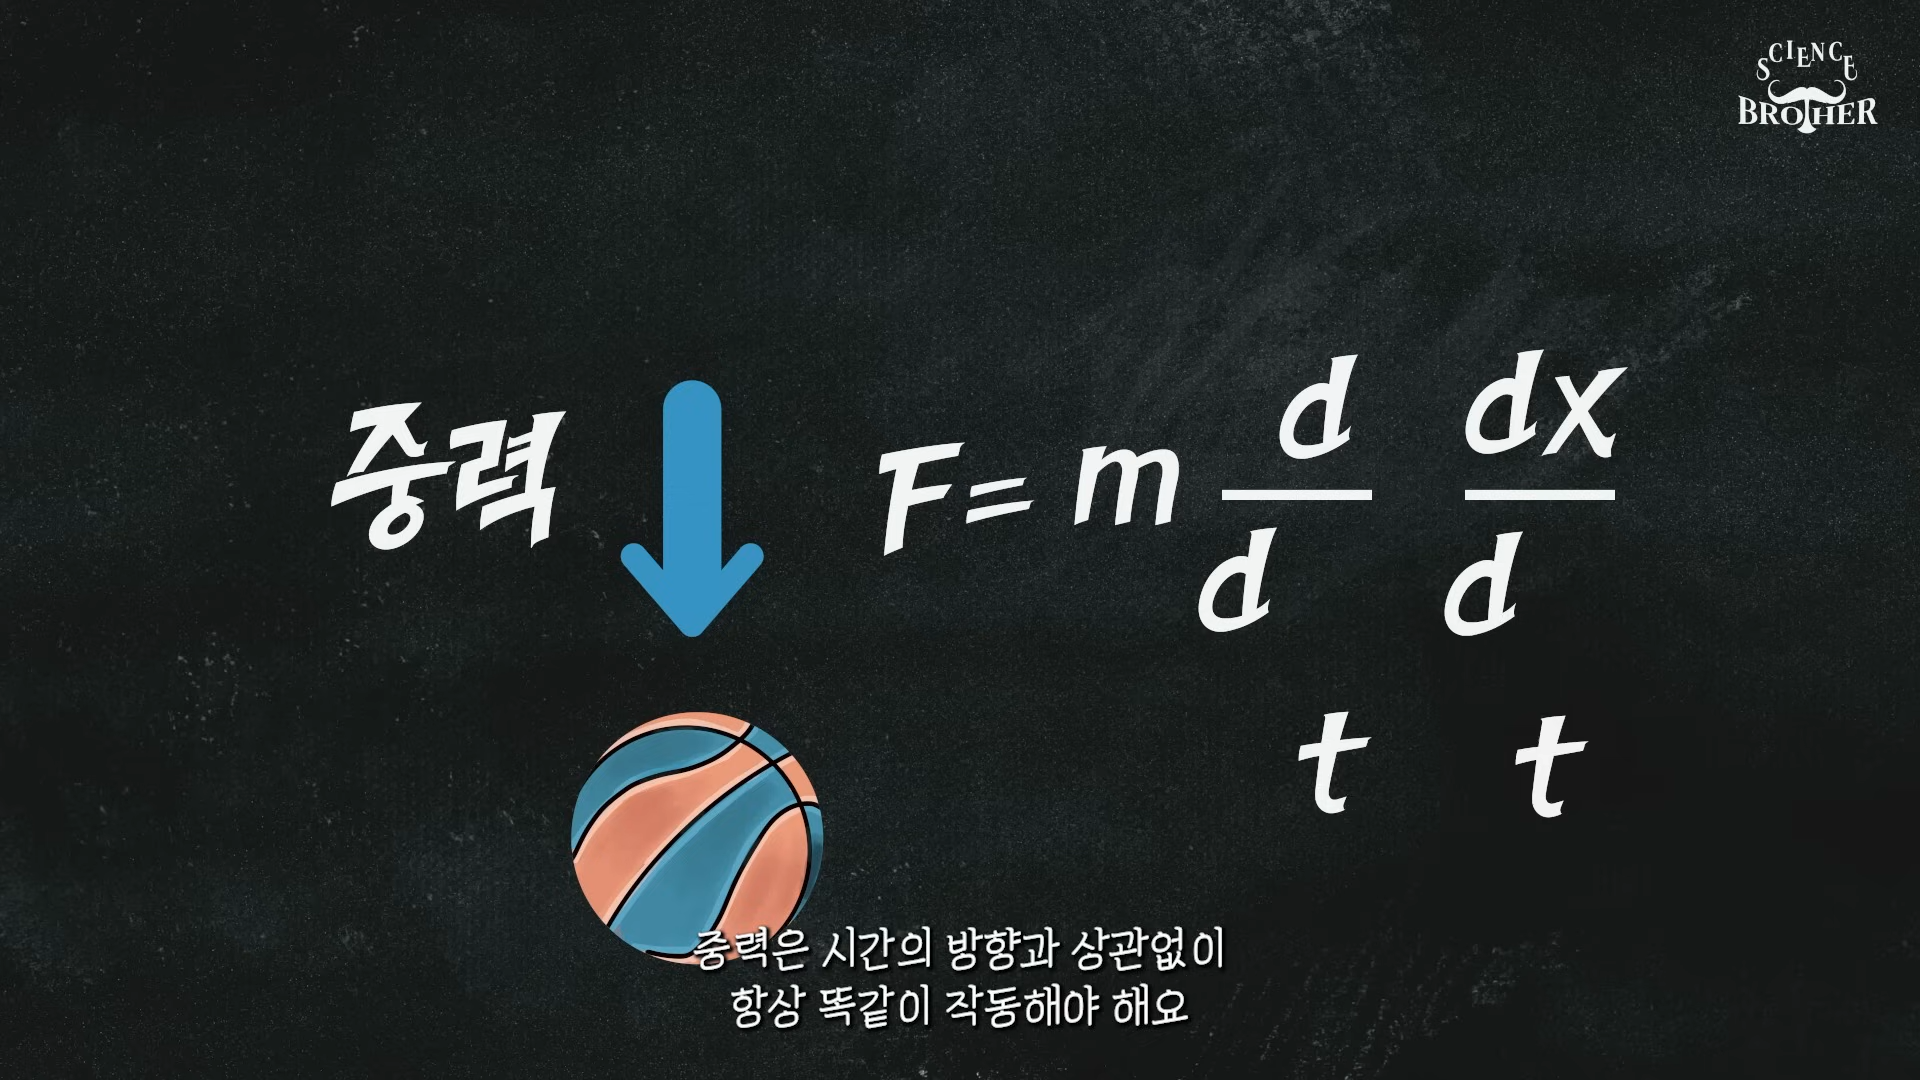 SCIENCE
BROTHER
중력
F= m d dx
d d
t t
중력은 시간의 방향과 상관없이
항상 똑같이 작동해야 해요